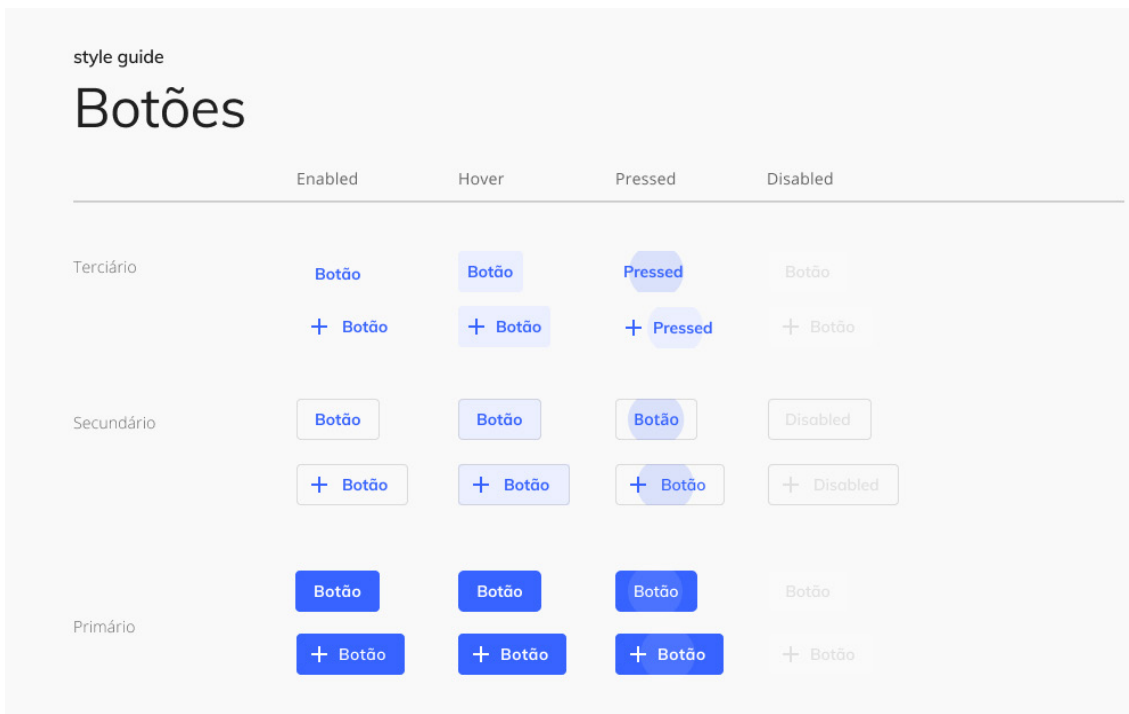 style guide
Botões
Enabled Hover Pressed Disabled
Terciário
Botão Botão Pressed Botão
+ Botão + Botão + Pressed + Botão
Secundário
Botão Botão Botão Disabled
+ Botão + Botão + Botão + Disabled
Primário
Botão Botão Botão Botão
+ Botão + Botão + Botão + Botão